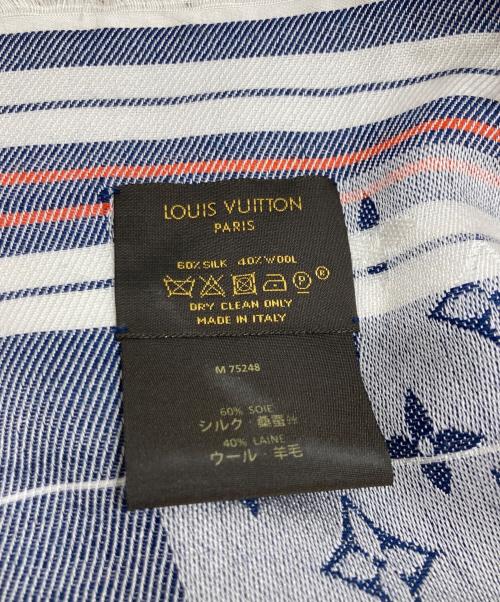 LOUIS VUITTON
PARIS
60% SILK 40% WOOL
P ®
DRY CLEAN ONLY
MADE IN ITALY
M 75248
60% SOIE
シルク・桑蚕丝
40% LAINE
ウール・羊毛